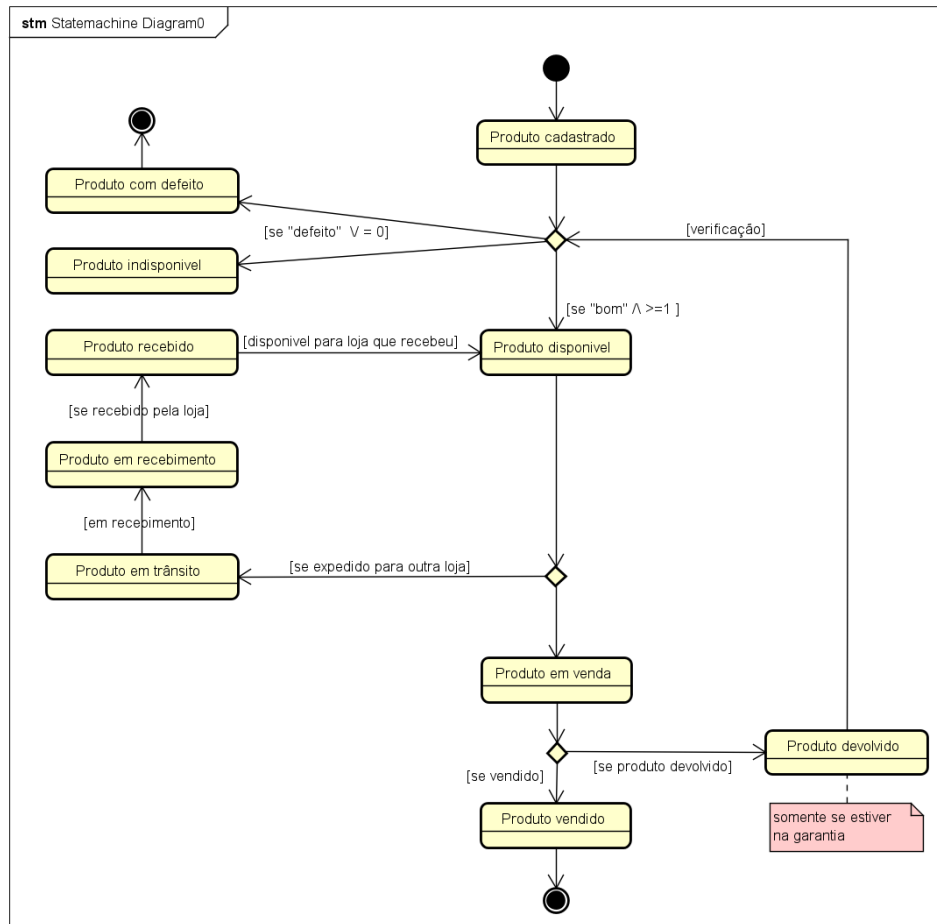 stm Statemachine Diagram0
Produto cadastrado
Produto com defeito
[se "defeito" \/ = 0]
[verificação]
Produto indisponivel
[se "bom" /\ >=1 ]
Produto recebido
[disponivel para loja que recebeu]
Produto disponivel
[se recebido pela loja]
Produto em recebimento
[em recebimento]
Produto em trânsito
[se expedido para outra loja]
Produto em venda
Produto devolvido
[se produto devolvido]
[se vendido]
Produto vendido
somente se estiver
na garantia